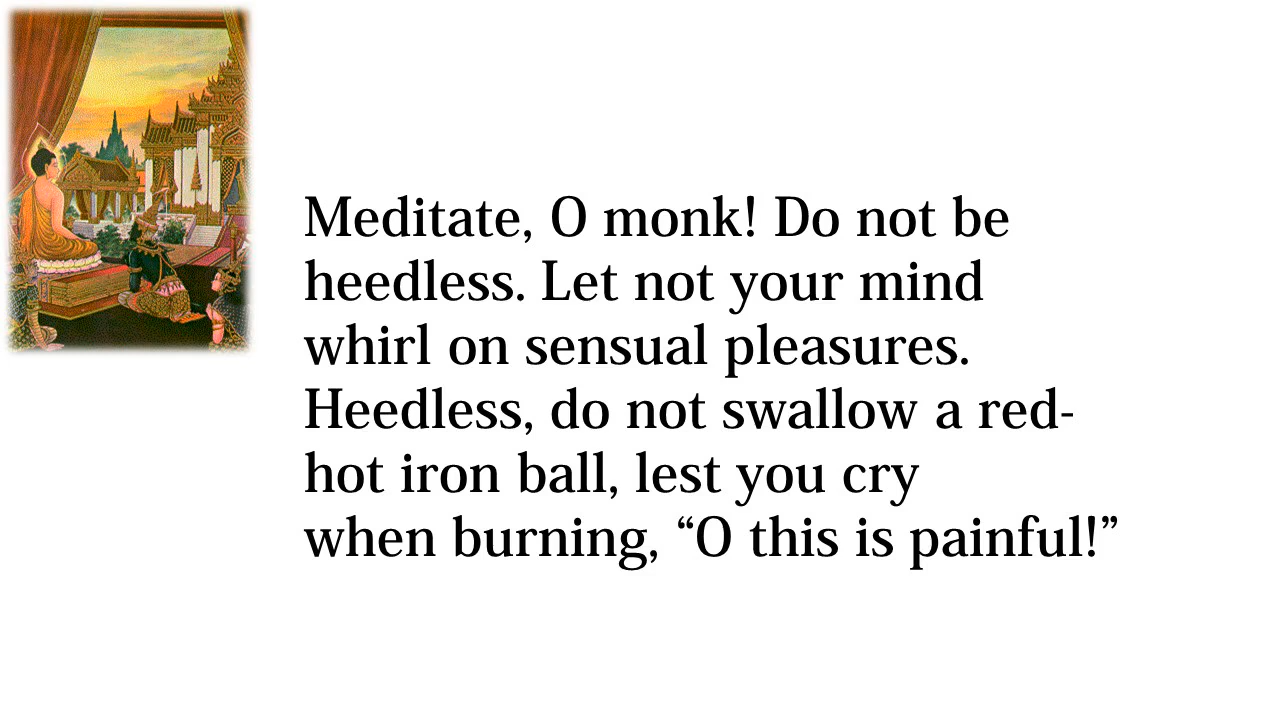 Meditate, O monk! Do not be
heedless. Let not your mind
whirl on sensual pleasures.
Heedless, do not swallow a red-
hot iron ball, lest you cry
when burning, “O this is painful!”